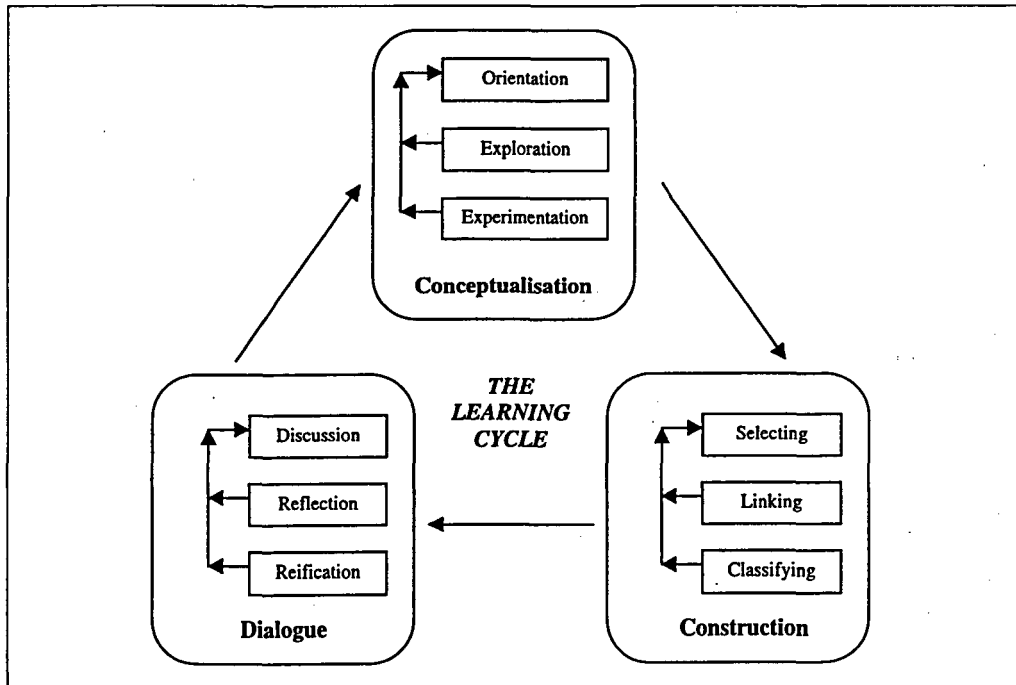 Orientation
Exploration
Experimentation
Conceptualisation
THE
LEARNING
CYCLE
Discussion
Reflection
Reification
Dialogue
Selecting
Linking
Classifying
Construction